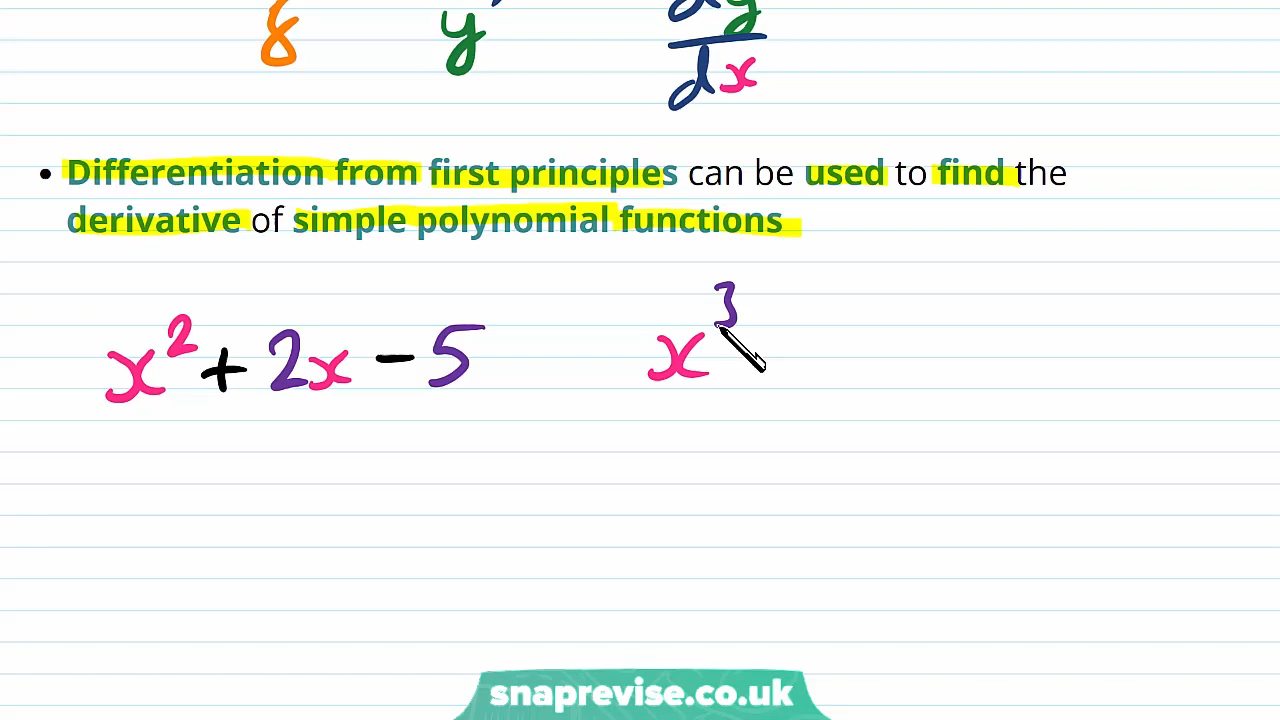 8 y' dy
dx
• Differentiation from first principles can be used to find the
derivative of simple polynomial functions
x² + 2x - 5 x³
snaprevise.co.uk